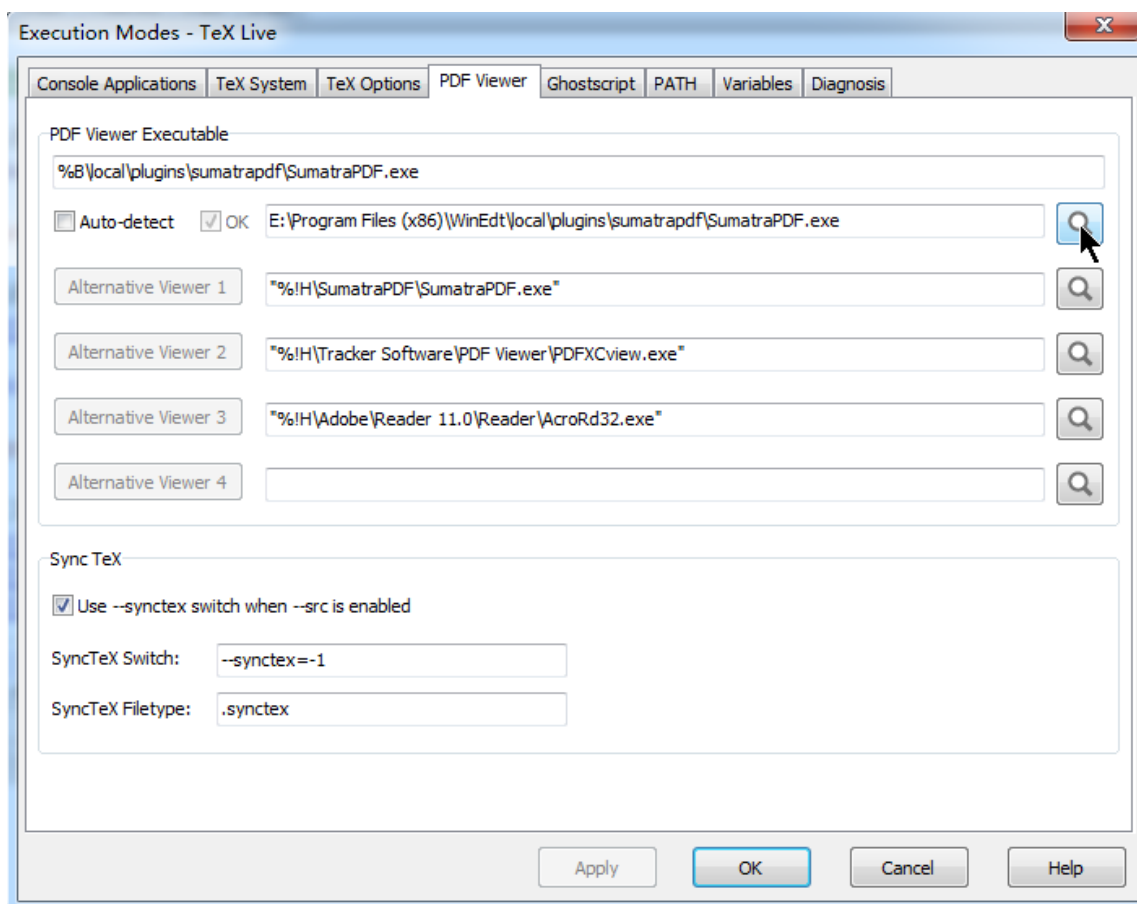 Execution Modes - TeX Live
Console Applications TeX System TeX Options PDF Viewer Ghostscript PATH Variables Diagnosis
PDF Viewer Executable
%B\local\plugins\sumatrapdf\SumatraPDF.exe
Auto-detect OK E:\Program Files (x86)\WinEdt\local\plugins\sumatrapdf\SumatraPDF.exe
Alternative Viewer 1 "%!H\SumatraPDF\SumatraPDF.exe"
Alternative Viewer 2 "%!H\Tracker Software\PDF Viewer\PDFXCview.exe"
Alternative Viewer 3 "%!H\Adobe\Reader 11.0\Reader\AcroRd32.exe"
Alternative Viewer 4
Sync TeX
Use --synctex switch when --src is enabled
SyncTeX Switch: --synctex=-1
SyncTeX Filetype: .synctex
Apply OK Cancel Help